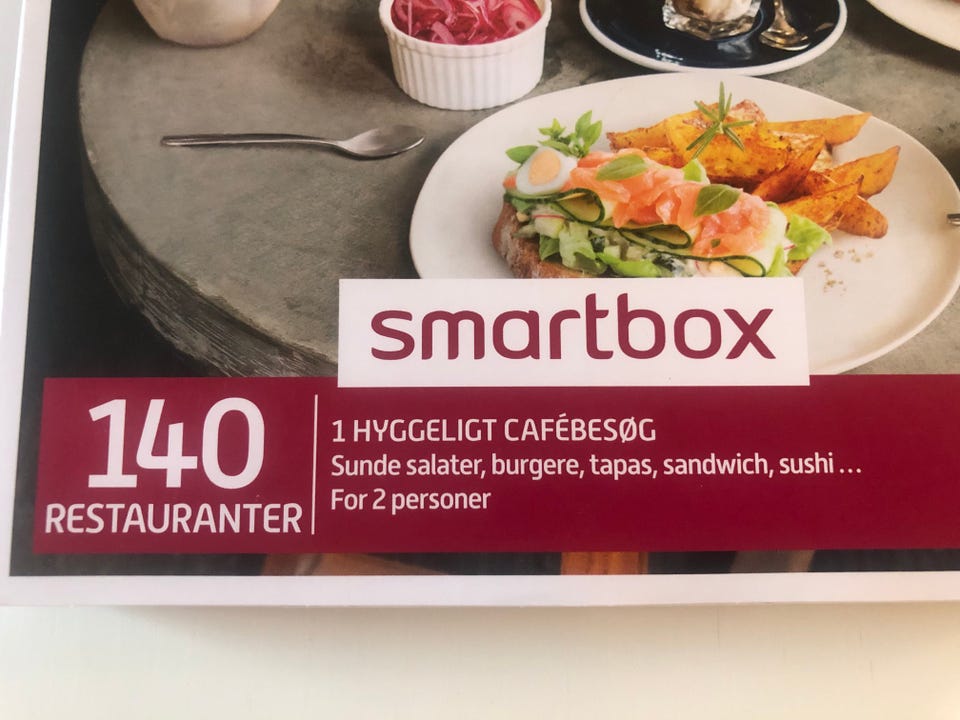 smartbox
140
RESTAURANTER
1 HYGGELIGT CAFÉBESØG
Sunde salater, burgere, tapas, sandwich, sushi ...
For 2 personer